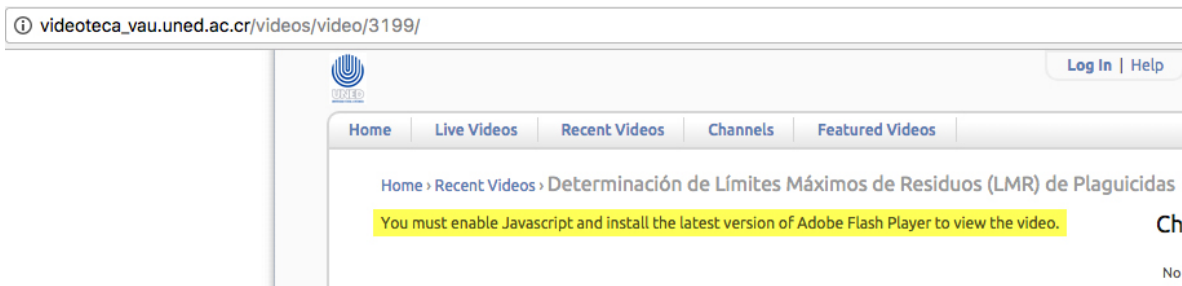 videoteca_vau.uned.ac.cr/videos/video/3199/
UNED
Log In | Help
Home Live Videos Recent Videos Channels Featured Videos
Home › Recent Videos › Determinación de Límites Máximos de Residuos (LMR) de Plaguicidas
You must enable Javascript and install the latest version of Adobe Flash Player to view the video.
Ch
No